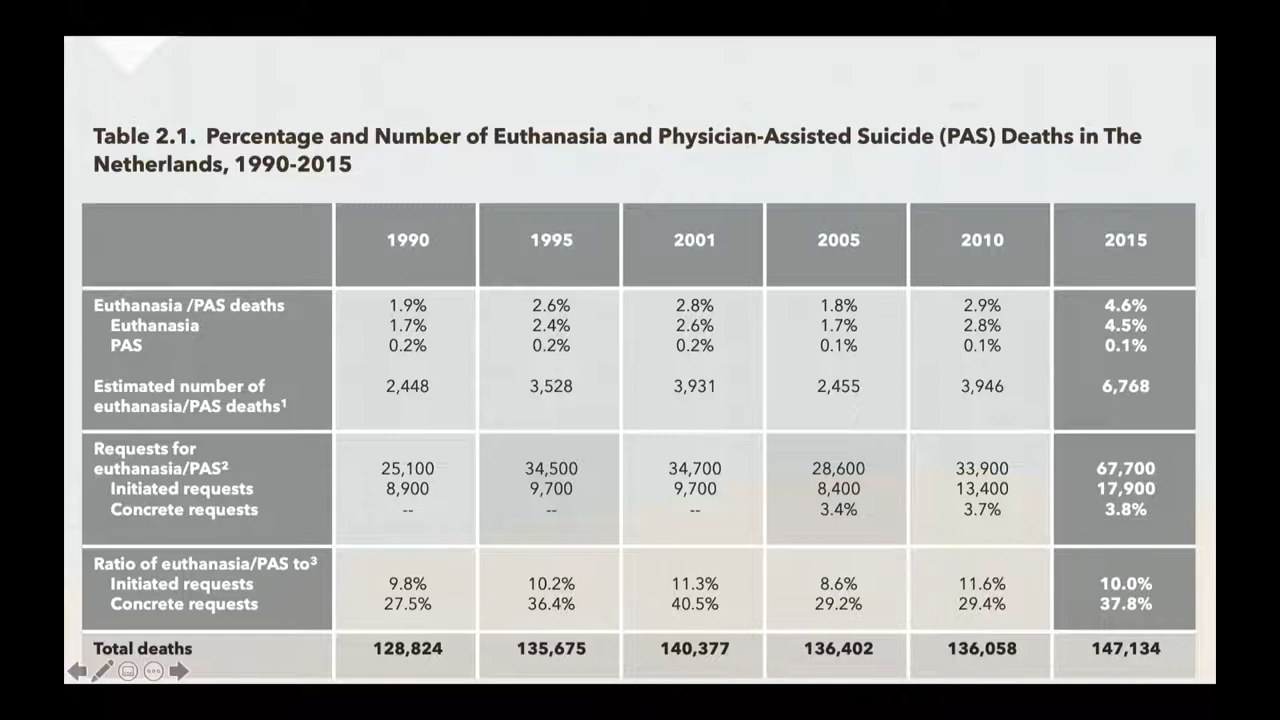 Table 2.1. Percentage and Number of Euthanasia and Physician-Assisted Suicide (PAS) Deaths in The
Netherlands, 1990-2015
1990 1995 2001 2005 2010 2015
Euthanasia /PAS deaths 1.9% 2.6% 2.8% 1.8% 2.9% 4.6%
Euthanasia 1.7% 2.4% 2.6% 1.7% 2.8% 4.5%
PAS 0.2% 0.2% 0.2% 0.1% 0.1% 0.1%
Estimated number of 2,448 3,528 3,931 2,455 3,946 6,768
euthanasia/PAS deaths¹
Requests for
euthanasia/PAS² 25,100 34,500 34,700 28,600 33,900 67,700
Initiated requests 8,900 9,700 9,700 8,400 13,400 17,900
Concrete requests -- -- -- 3.4% 3.7% 3.8%
Ratio of euthanasia/PAS to³
Initiated requests 9.8% 10.2% 11.3% 8.6% 11.6% 10.0%
Concrete requests 27.5% 36.4% 40.5% 29.2% 29.4% 37.8%
Total deaths 128,824 135,675 140,377 136,402 136,058 147,134